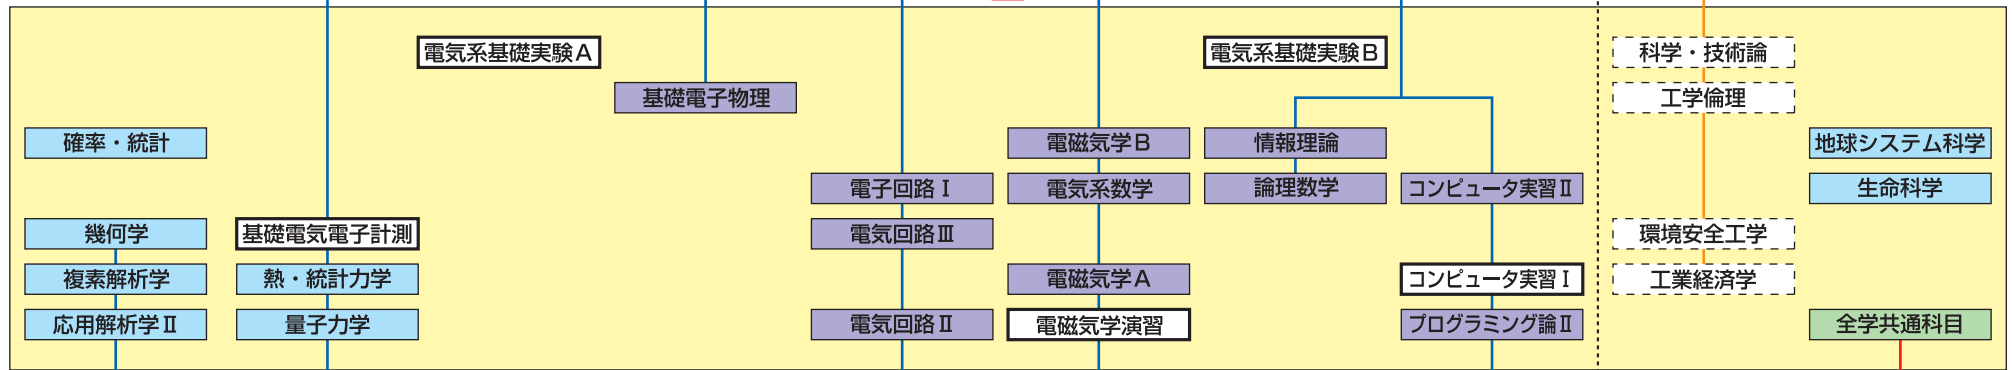 電気系基礎実験A
電気系基礎実験B
科学・技術論
基礎電子物理
工学倫理
確率・統計
電磁気学B
情報理論
地球システム科学
電子回路Ⅰ
電気系数学
論理数学
コンピュータ実習Ⅱ
生命科学
幾何学
基礎電気電子計測
電気回路Ⅲ
環境安全工学
複素解析学
熱・統計力学
電磁気学A
コンピュータ実習Ⅰ
工業経済学
応用解析学Ⅱ
量子力学
電気回路Ⅱ
電磁気学演習
プログラミング論Ⅱ
全学共通科目